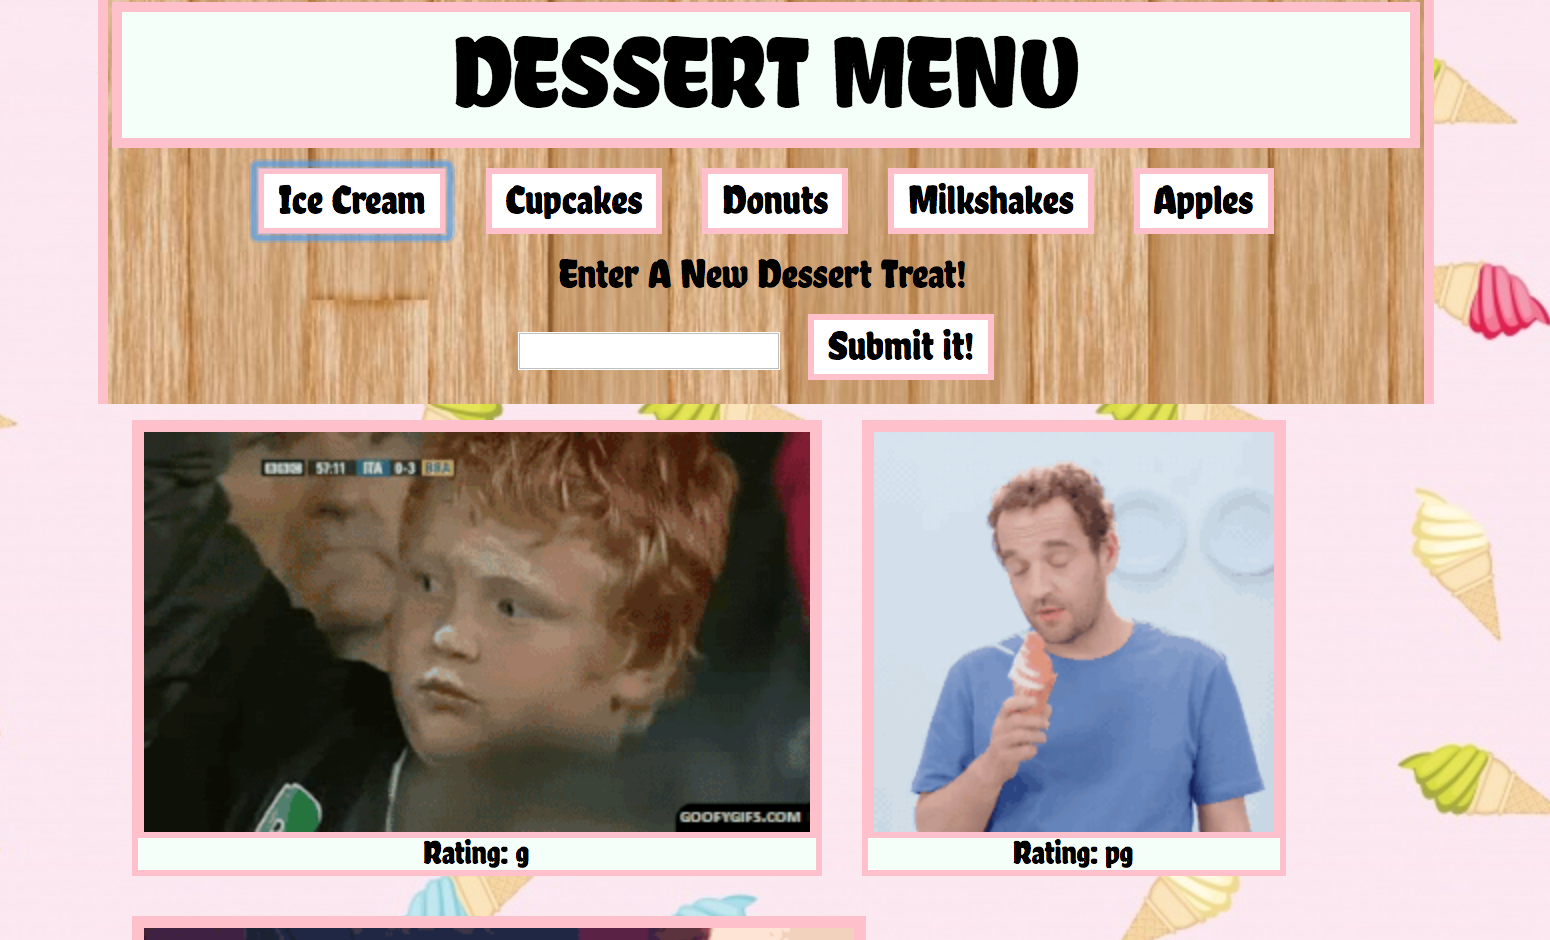 DESSERT MENU
Ice Cream Cupcakes Donuts Milkshakes Apples
Enter A New Dessert Treat!
Submit it!
57:11 ITA 0-3 BRA
GOOFYGIFS.COM
Rating: g Rating: pg